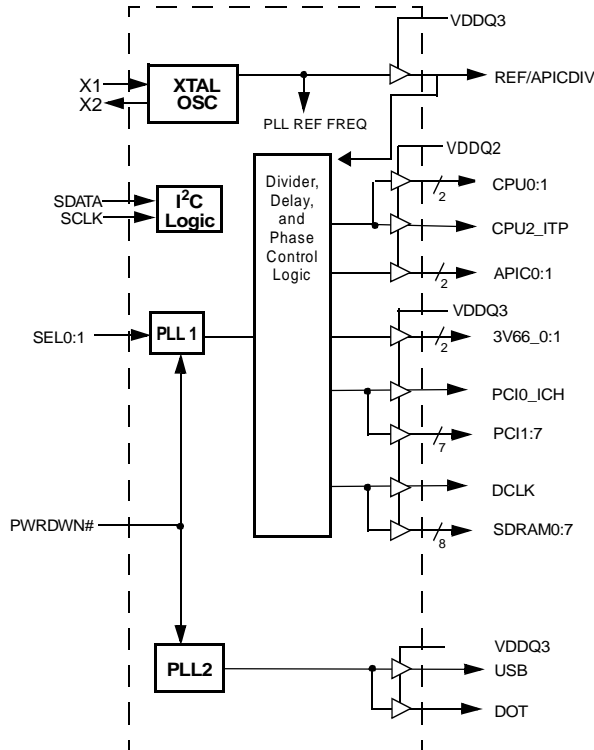 VDDQ3
X1
X2
XTAL
OSC
REF/APICDIV
PLL REF FREQ
VDDQ2
Divider,
Delay,
and
Phase
Control
Logic
CPU0:1
2
SDATA
SCLK
I²C
Logic
CPU2_ITP
APIC0:1
2
VDDQ3
SEL0:1
PLL 1
3V66_0:1
2
PCI0_ICH
PCI1:7
7
DCLK
PWRDWN#
SDRAM0:7
8
VDDQ3
PLL2
USB
DOT